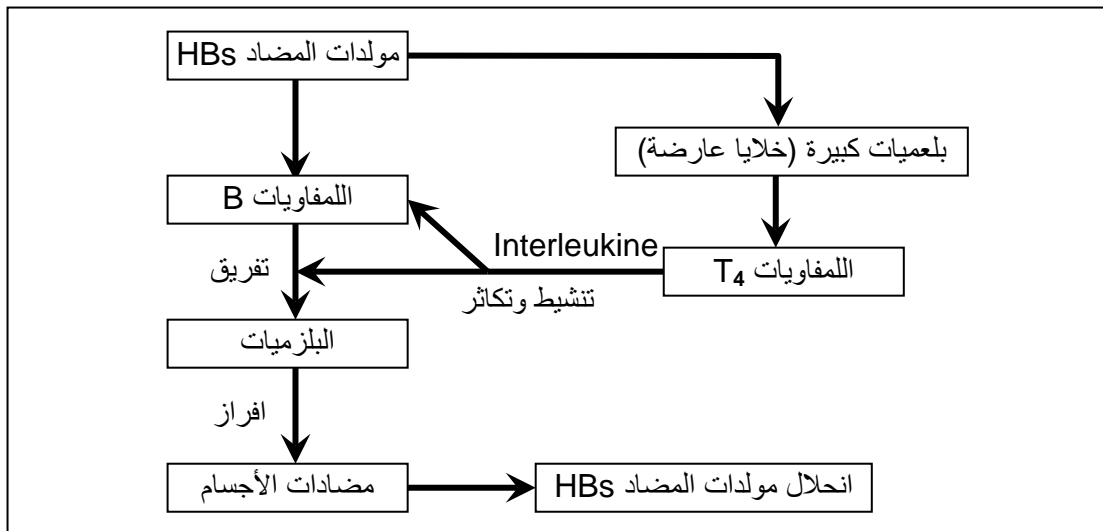 مولدات المضاد HBs
بلعميات كبيرة (خلايا عارضة)
اللمفاويات B
Interleukine
اللمفاويات T₄
تفريق
تنشيط وتكاثر
البلزميات
افراز
مضادات الأجسام
انحلال مولدات المضاد HBs